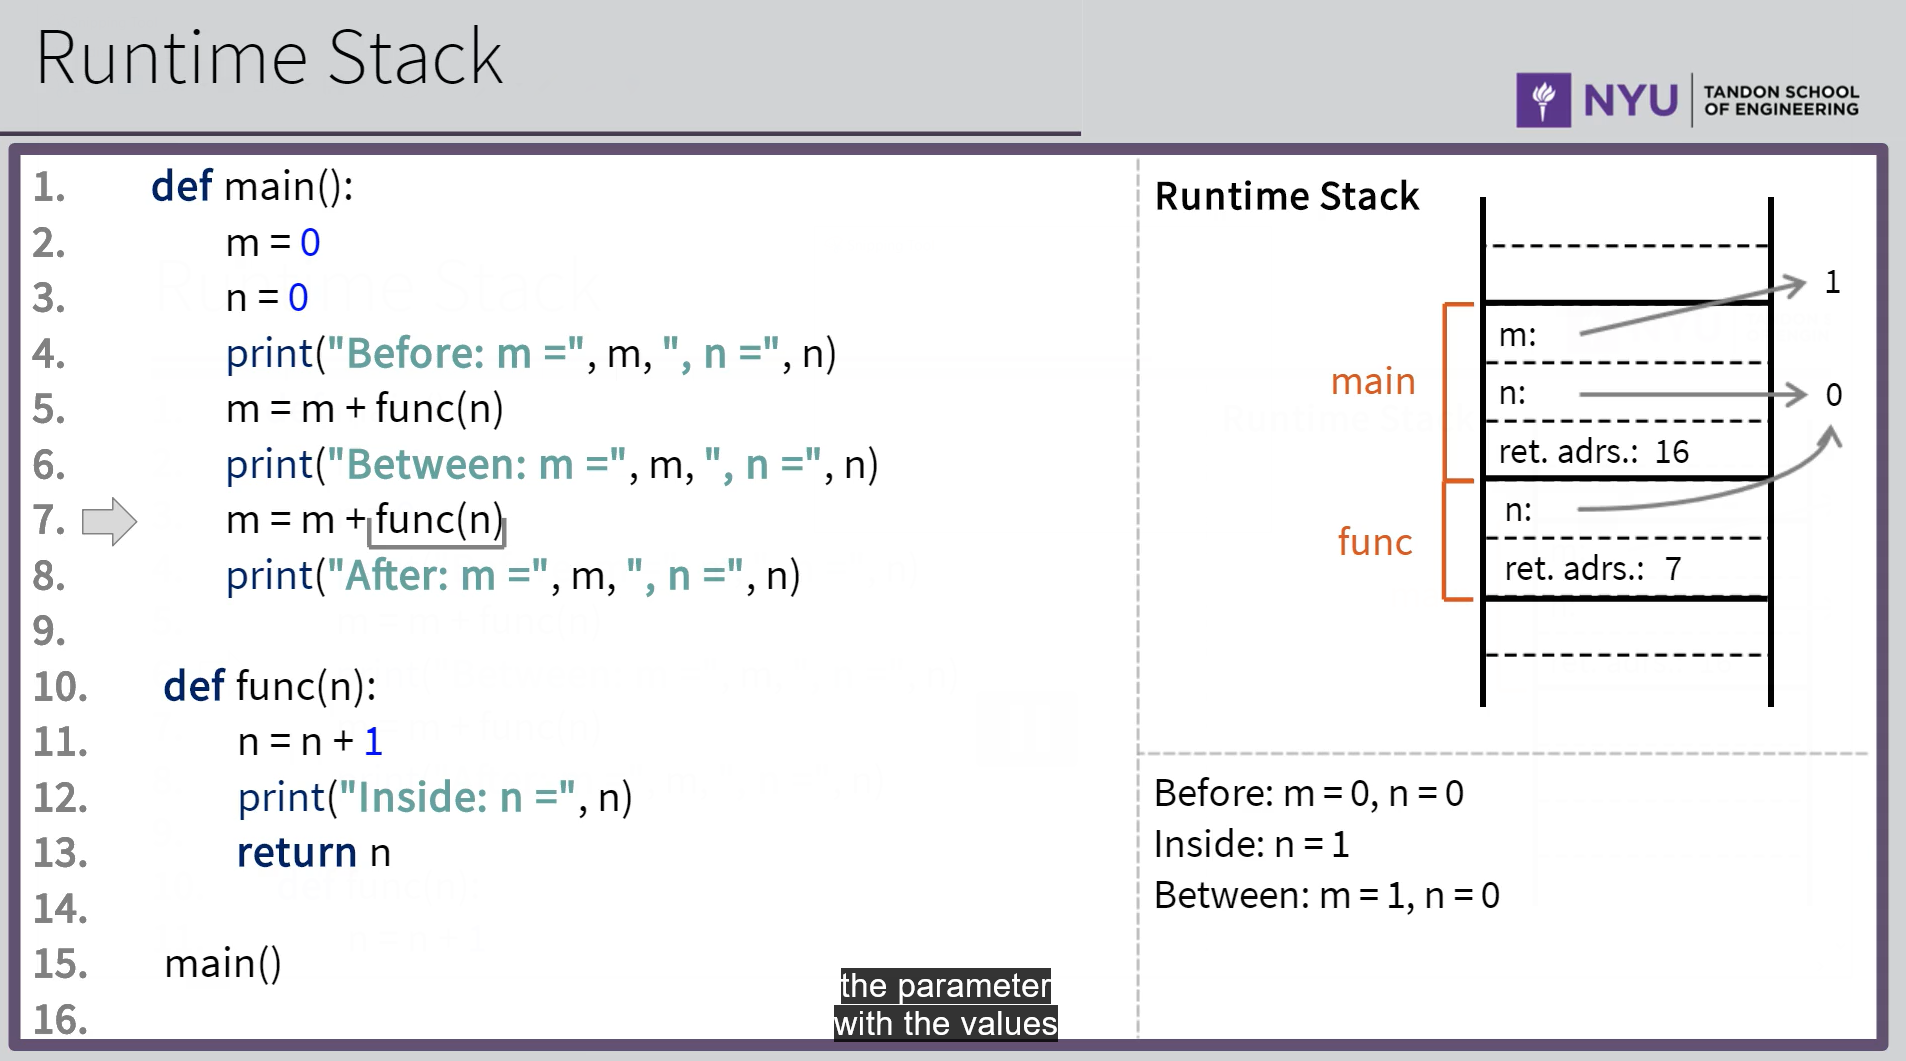 Runtime Stack
NYU
TANDON SCHOOL
OF ENGINEERING
1. def main():
2. m = 0
3. n = 0
4. print("Before: m =", m, ", n =", n)
5. m = m + func(n)
6. print("Between: m =", m, ", n =", n)
7. m = m + func(n)
8. print("After: m =", m, ", n =", n)
9.
10. def func(n):
11. n = n + 1
12. print("Inside: n =", n)
13. return n
14.
15. main()
16.
Runtime Stack
1
m:
main
n:
0
ret. adrs.: 16
n:
func
ret. adrs.: 7
Before: m = 0, n = 0
Inside: n = 1
Between: m = 1, n = 0
the parameter
with the values